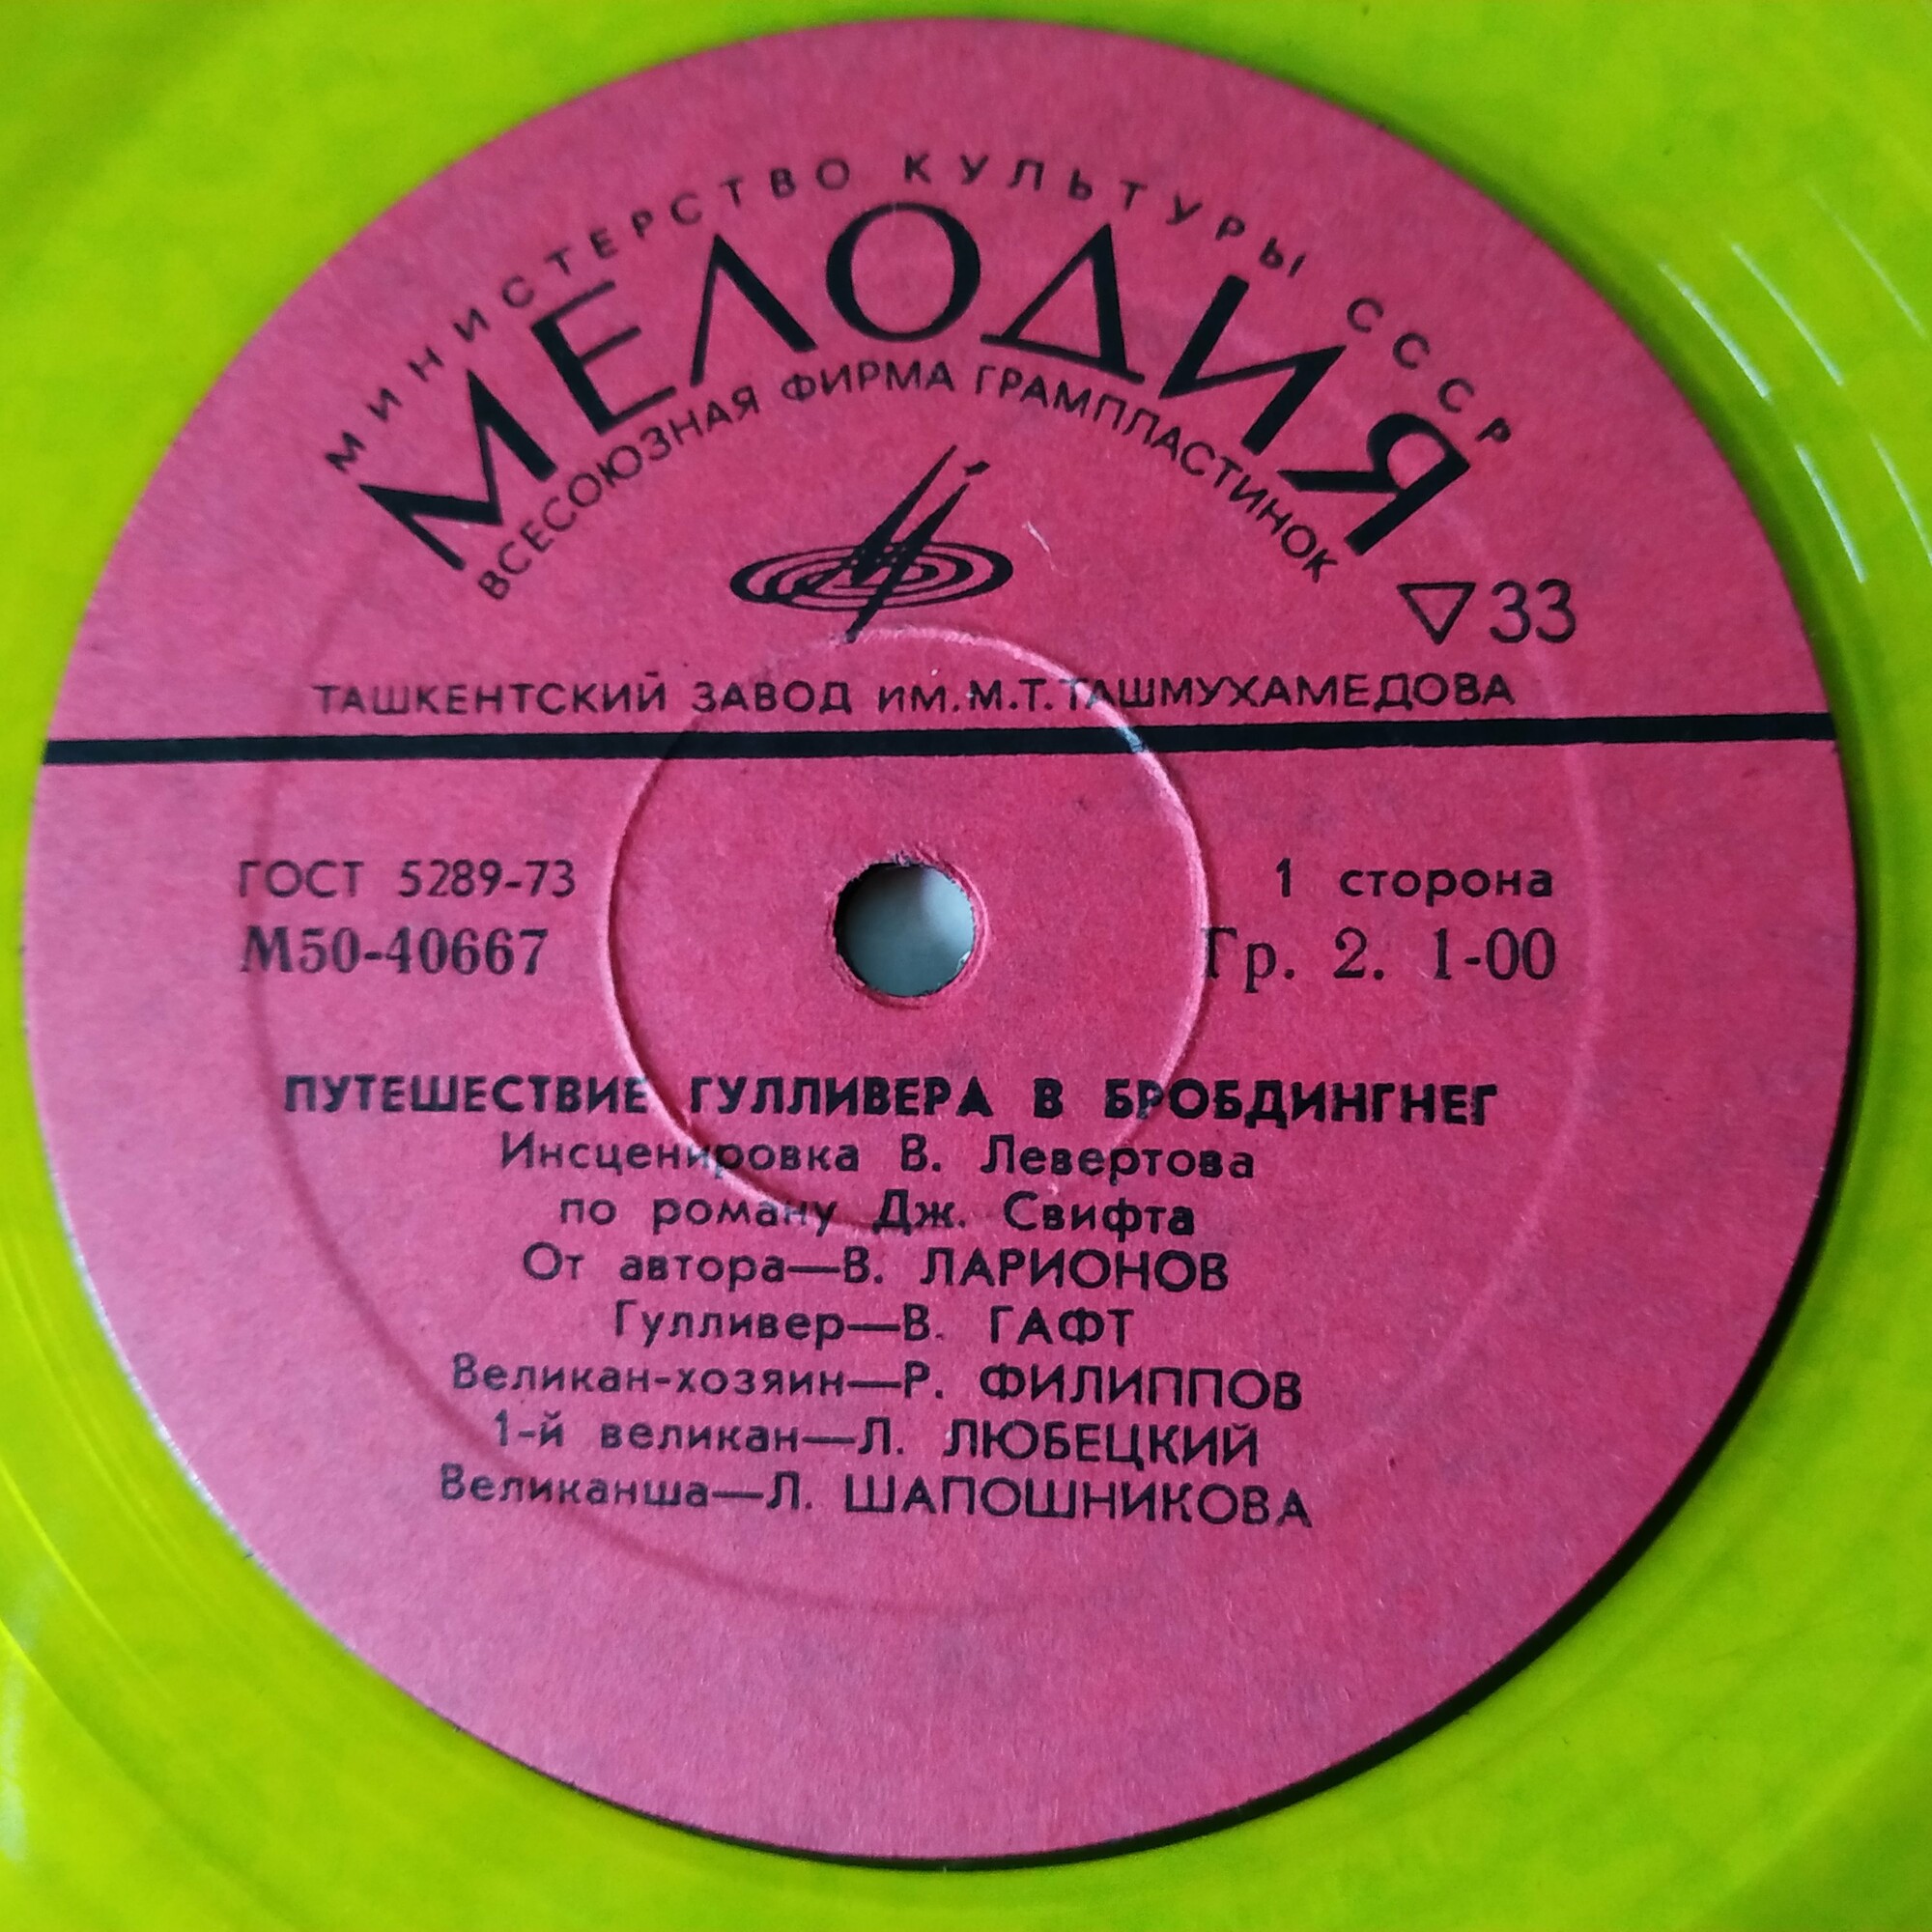 МИНИСТЕРСТВО КУЛЬТУРЫ СССР
МЕЛОДИЯ
ВСЕСОЮЗНАЯ ФИРМА ГРАМПЛАСТИНОК
33
ТАШКЕНТСКИЙ ЗАВОД ИМ. М.Т. ТАШМУХАМЕДОВА
ГОСТ 5289-73
М50-40667
1 сторона
Гр. 2. 1-00
ПУТЕШЕСТВИЕ ГУЛЛИВЕРА В БРОБДИНГНЕГ
Инсценировка В. Левертова
по роману Дж. Свифта
От автора—В. ЛАРИОНОВ
Гулливер—В. ГАФТ
Великан-хозяин—Р. ФИЛИППОВ
1-й великан—Л. ЛЮБЕЦКИЙ
Великанша—Л. ШАПОШНИКОВА